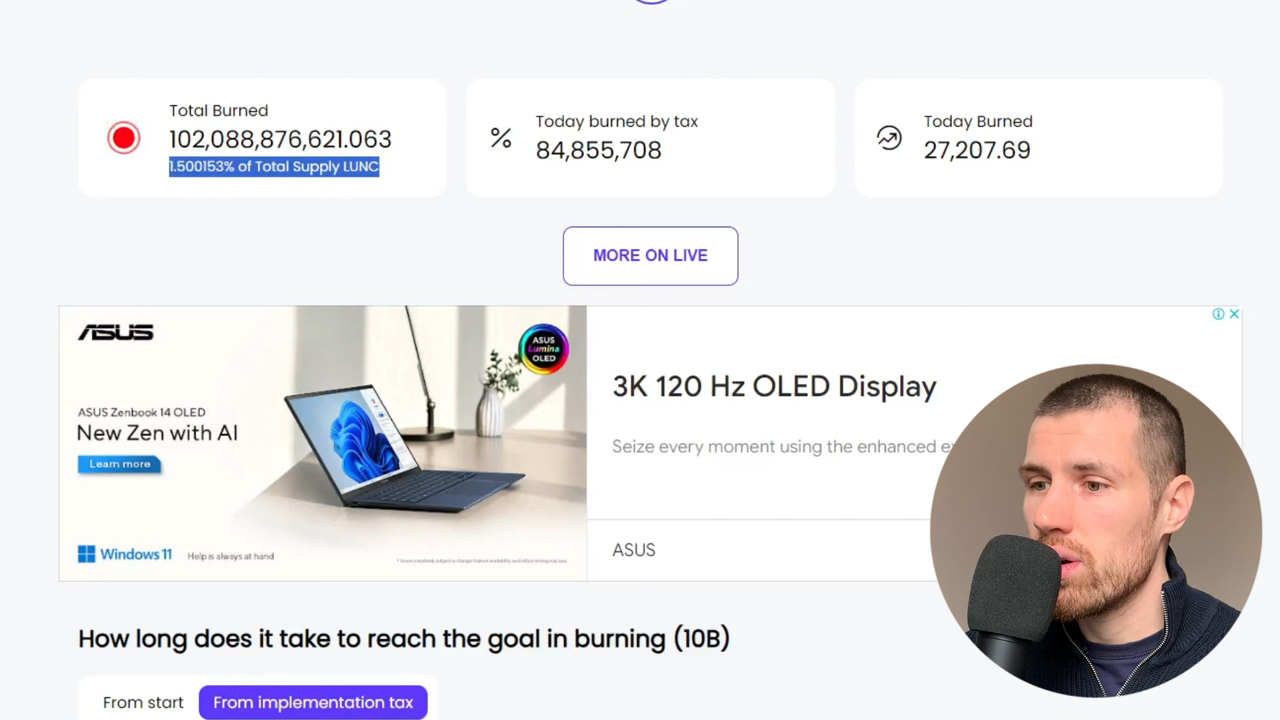 Total Burned
102,088,876,621.063
1.500153% of Total Supply LUNC
Today burned by tax
84,855,708
Today Burned
27,207.69
MORE ON LIVE
ASUS
ASUS
Lumina
OLED
ASUS Zenbook 14 OLED
New Zen with AI
Learn more
Windows 11
Help is always at hand
3K 120 Hz OLED Display
Seize every moment using the enhanced
ASUS
How long does it take to reach the goal in burning (10B)
From start
From implementation tax